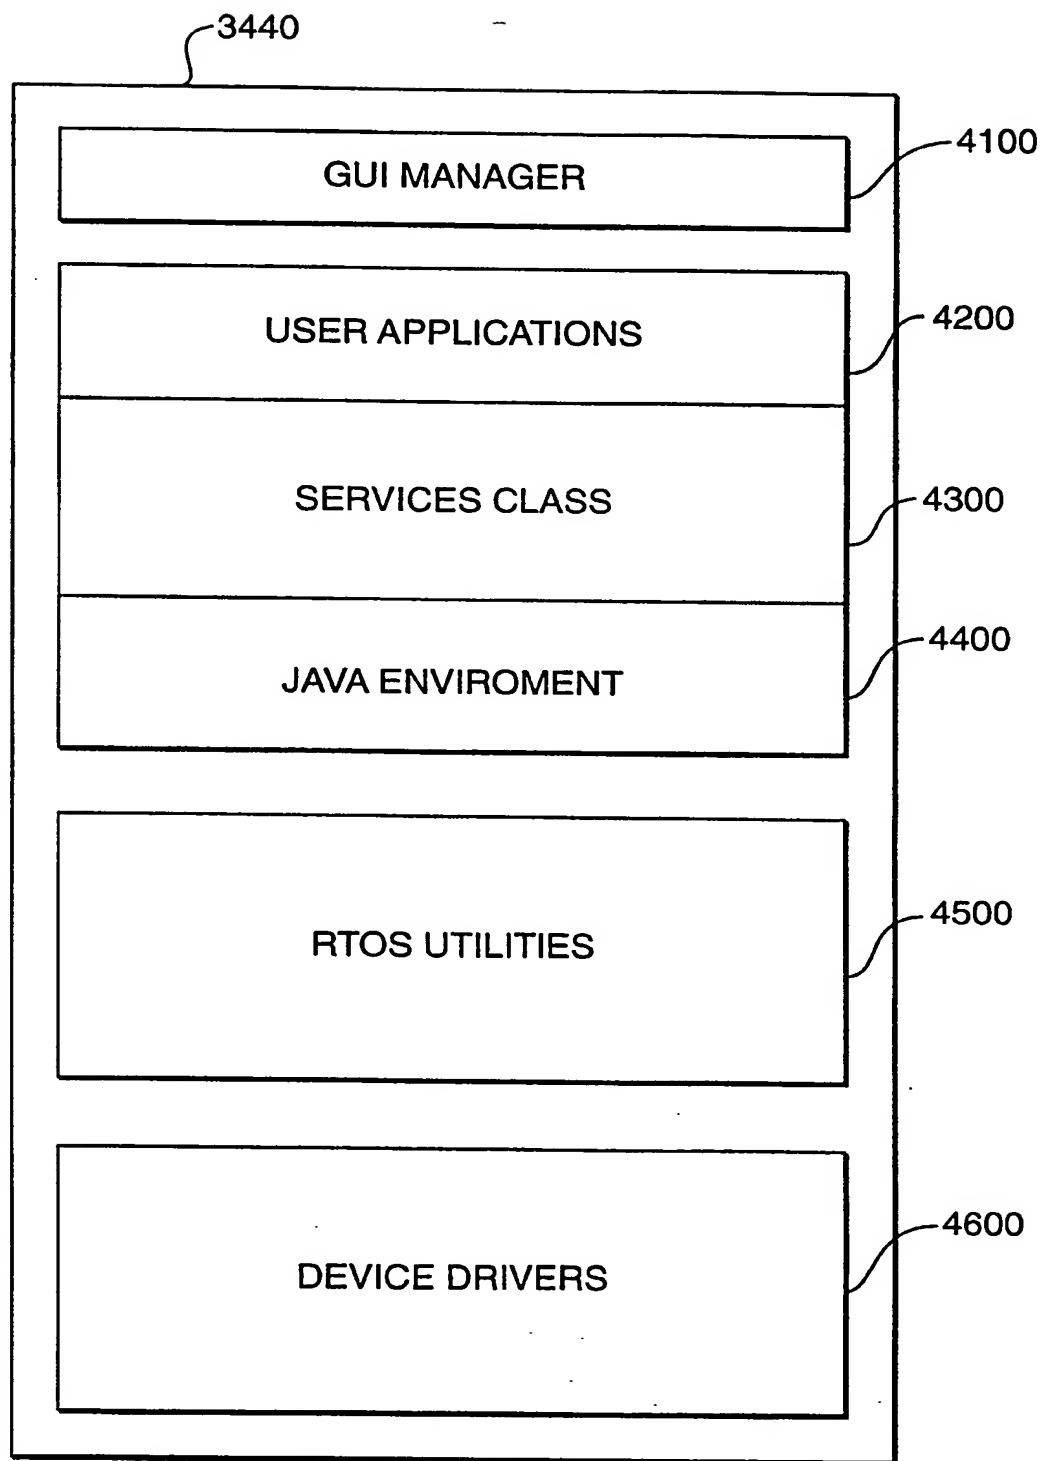 3440
GUI MANAGER
4100
USER APPLICATIONS
4200
SERVICES CLASS
4300
JAVA ENVIROMENT
4400
RTOS UTILITIES
4500
DEVICE DRIVERS
4600